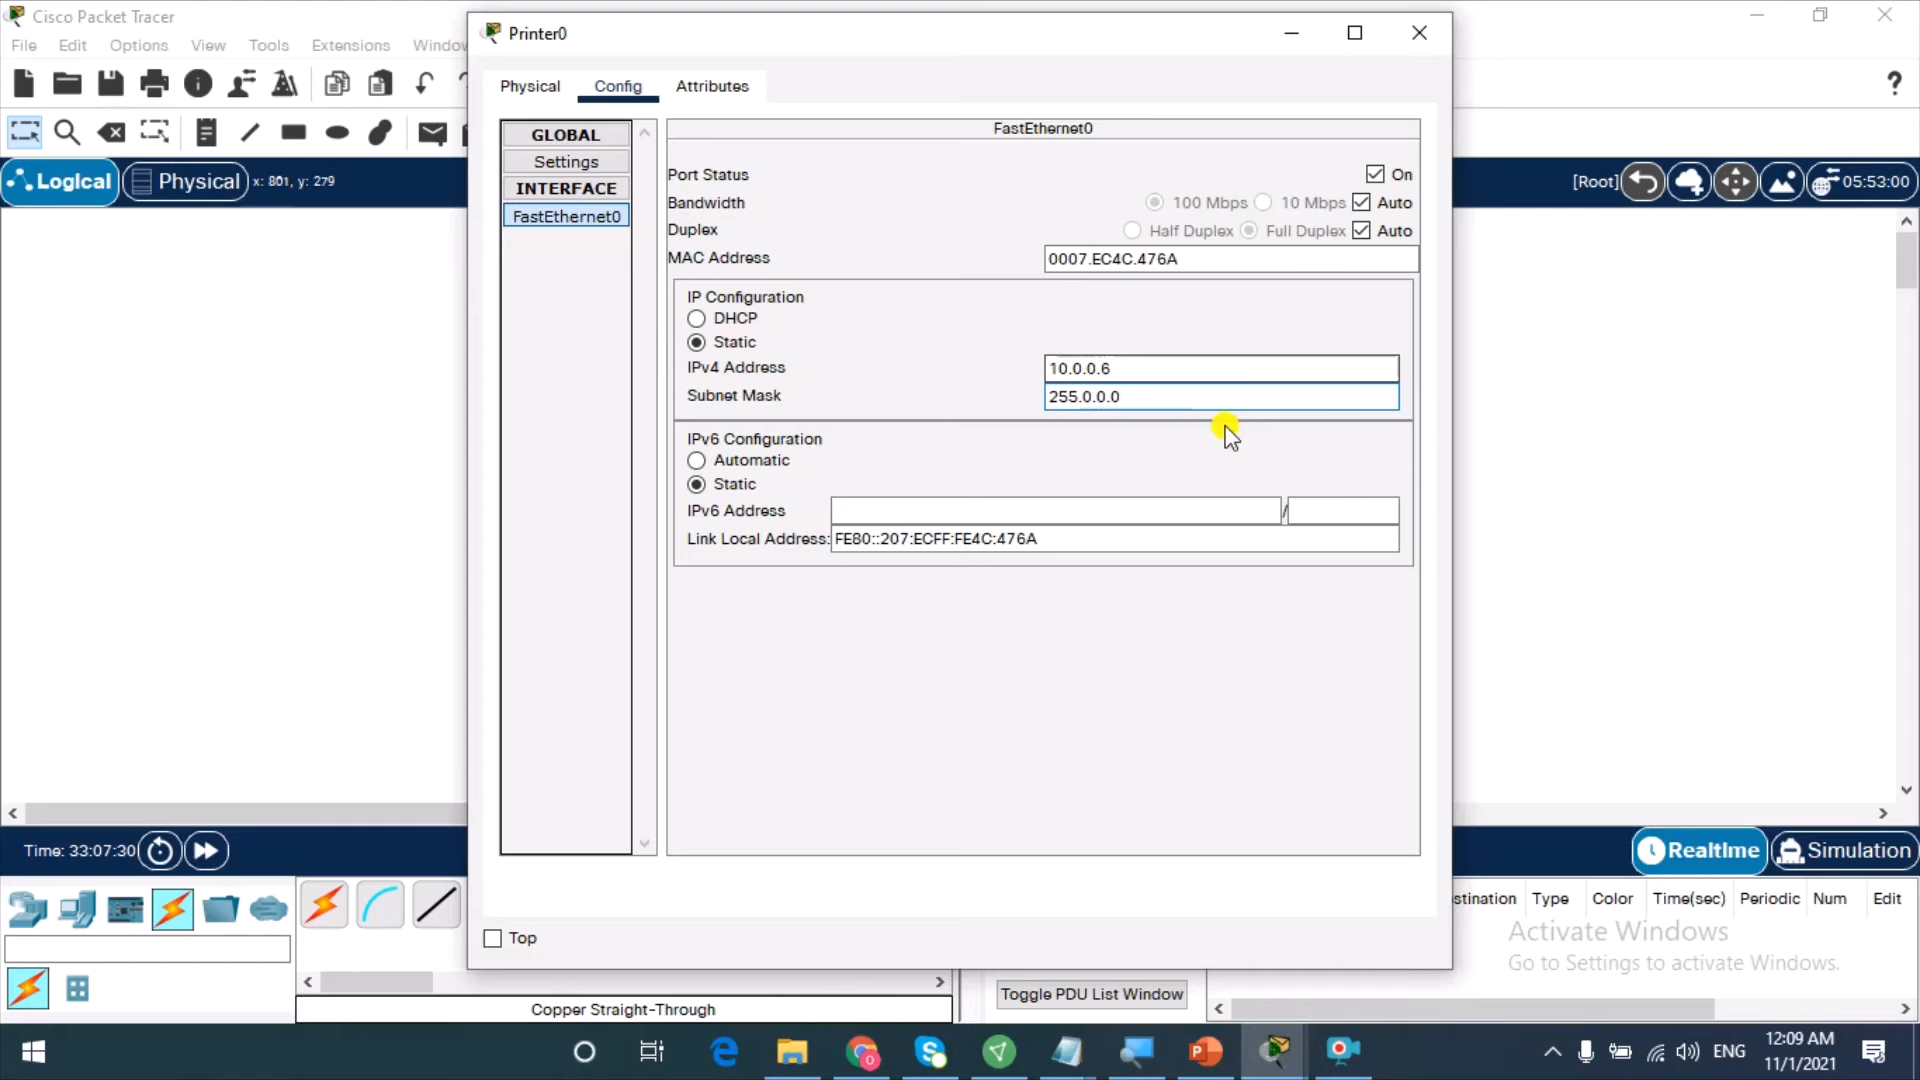 Cisco Packet Tracer
File Edit Options View Tools Extensions Window
Printer0
Physical Config Attributes
GLOBAL
Settings
INTERFACE
FastEthernet0
FastEthernet0
Port Status On
Bandwidth 100 Mbps 10 Mbps Auto
Duplex Half Duplex Full Duplex Auto
MAC Address 0007.EC4C.476A
IP Configuration
DHCP
Static
IPv4 Address 10.0.0.6
Subnet Mask 255.0.0.0
IPv6 Configuration
Automatic
Static
IPv6 Address /
Link Local Address: FE80::207:ECFF:FE4C:476A
Top
Logical Physical x: 801, y: 279
[Root] 05:53:00
Time: 33:07:30
Realtime Simulation
stination Type Color Time(sec) Periodic Num Edit
Activate Windows
Go to Settings to activate Windows.
Toggle PDU List Window
Copper Straight-Through
ENG
12:09 AM
11/1/2021